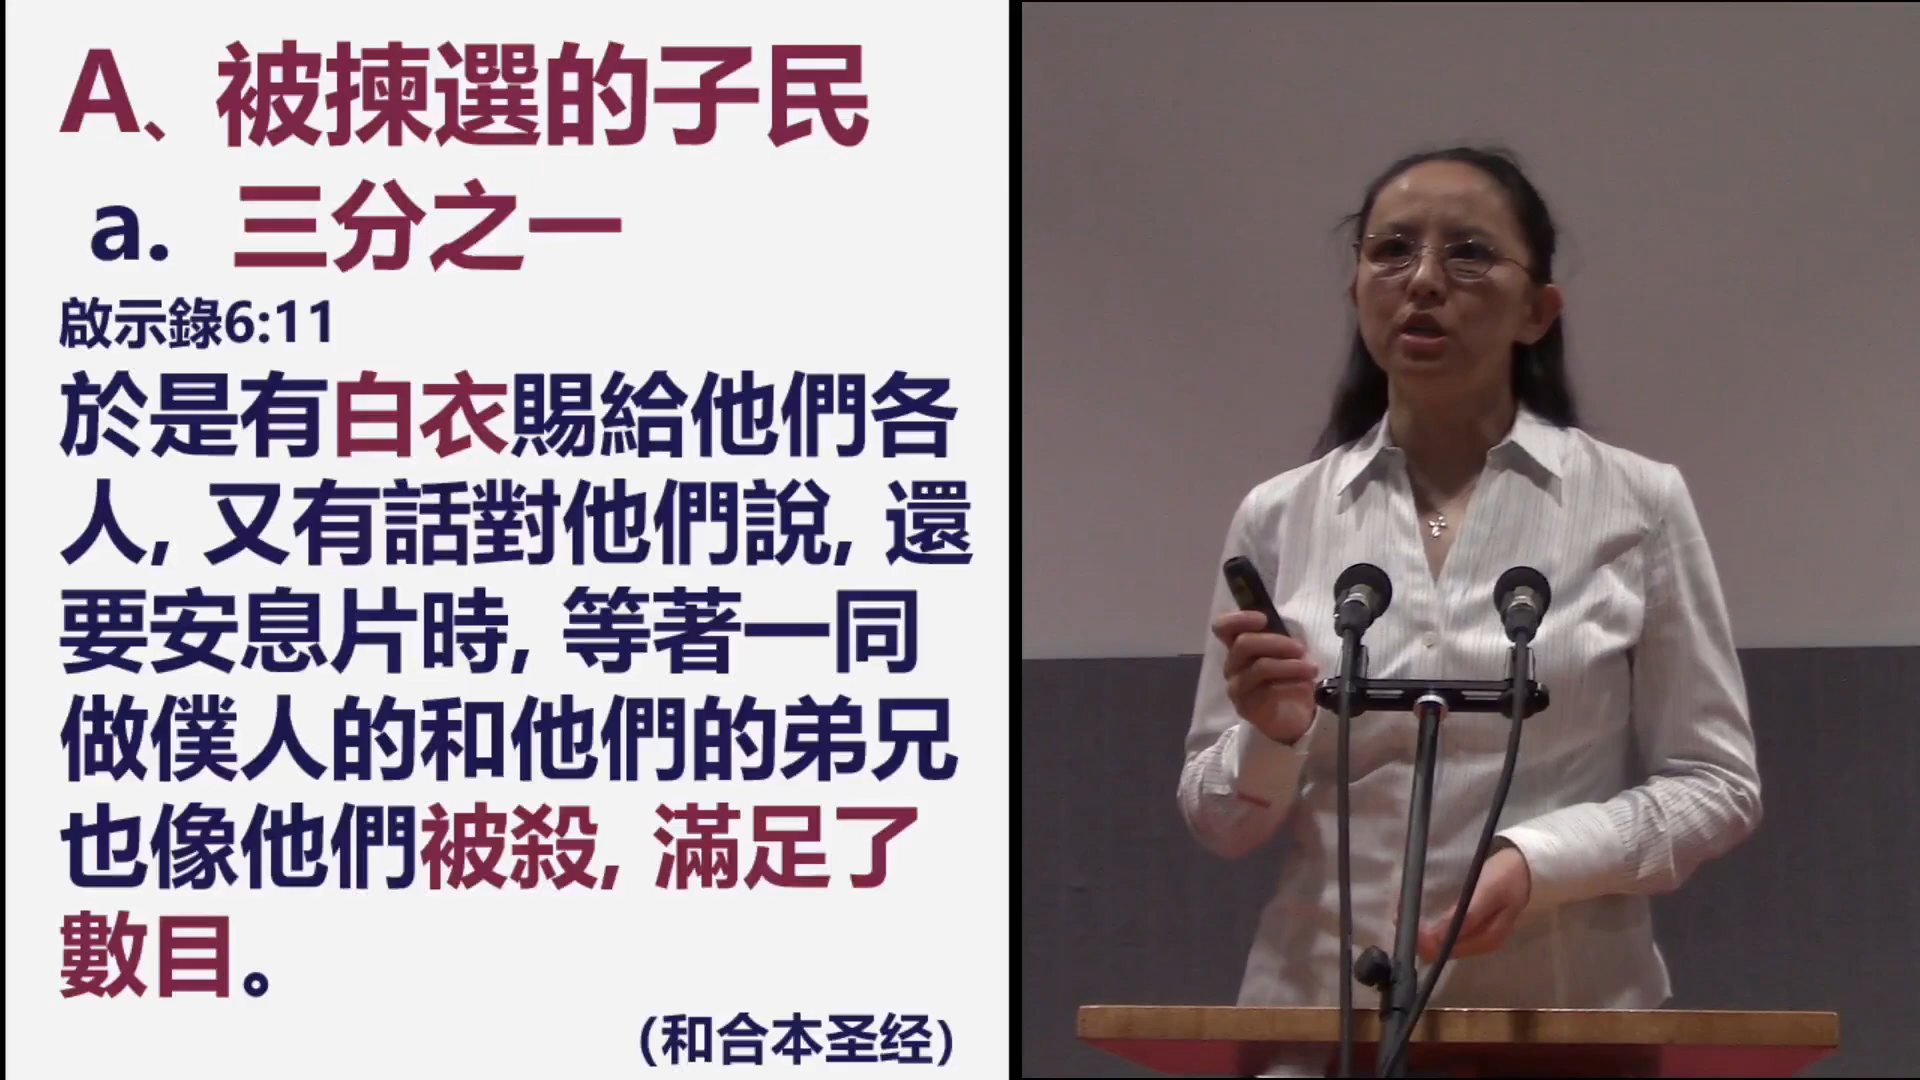 A、被揀選的子民
a. 三分之一
啟示錄6:11
於是有白衣賜給他們各
人, 又有話對他們說, 還
要安息片時, 等著一同
做僕人的和他們的弟兄
也像他們被殺, 滿足了
數目。
(和合本圣经)